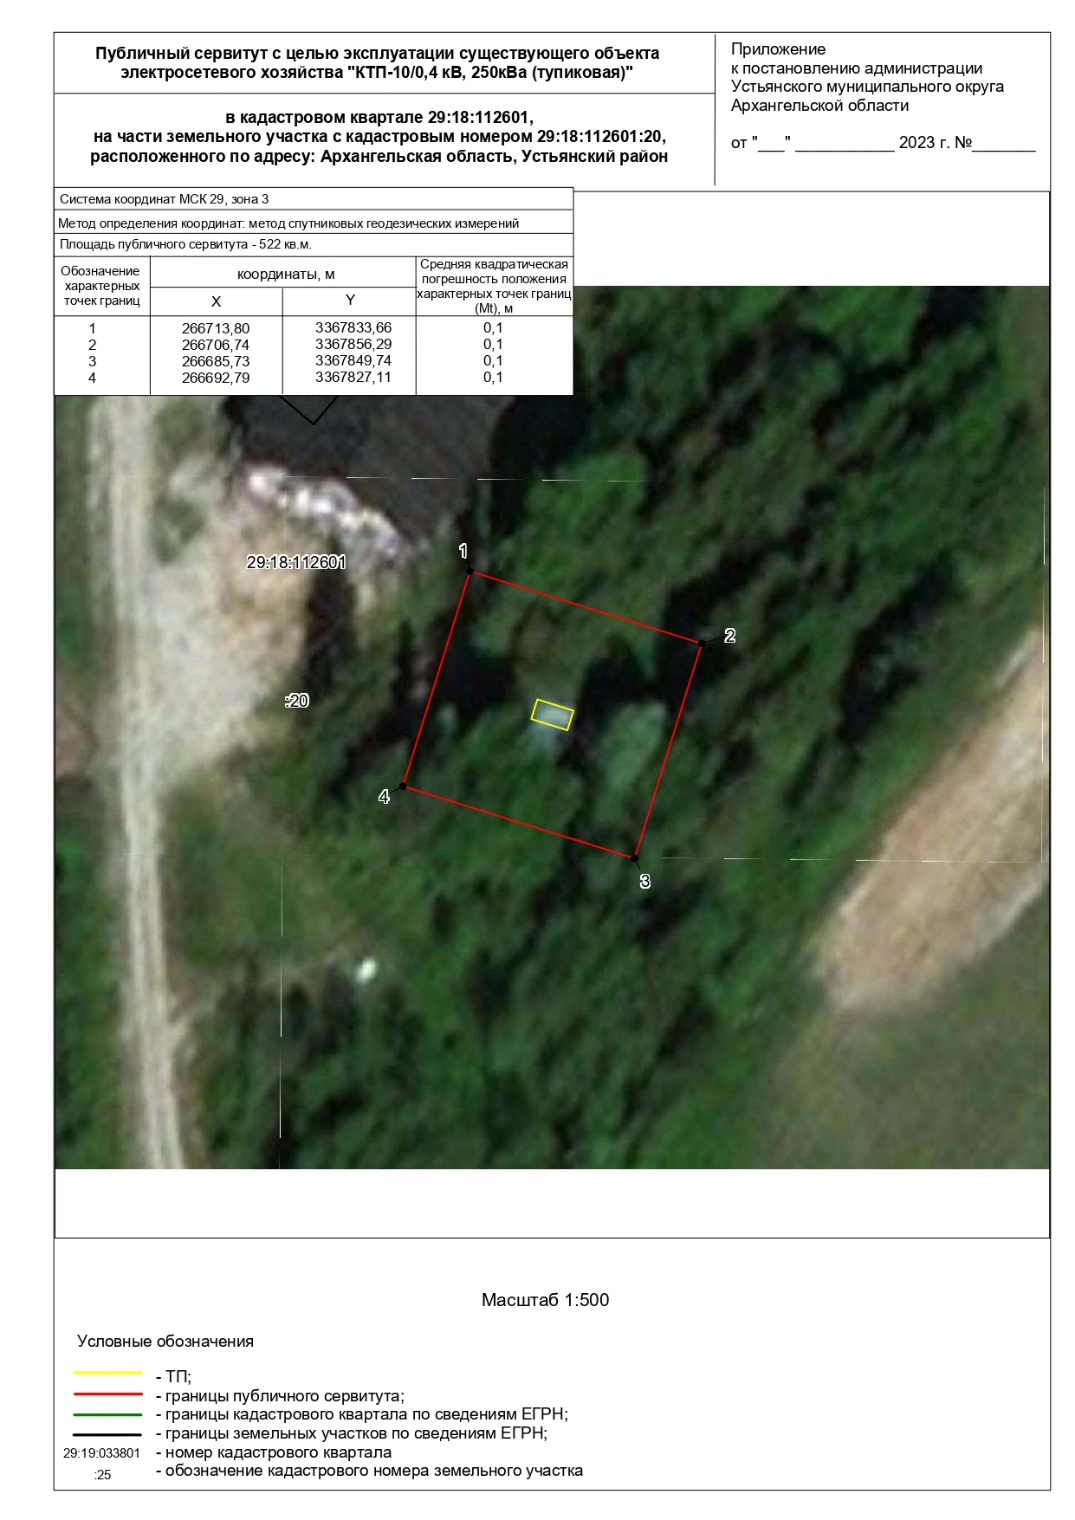 Публичный сервитут с целью эксплуатации существующего объекта
электросетевого хозяйства "КТП-10/0,4 кВ, 250кВа (тупиковая)"
в кадастровом квартале 29:18:112601,
на части земельного участка с кадастровым номером 29:18:112601:20,
расположенного по адресу: Архангельская область, Устьянский район
Приложение
к постановлению администрации
Устьянского муниципального округа
Архангельской области
от "___" ____________ 2023 г. №_______
Система координат МСК 29, зона 3
Метод определения координат: метод спутниковых геодезических измерений
Площадь публичного сервитута - 522 кв.м.
Обозначение
характерных
точек границ
координаты, м
X
Y
Средняя квадратическая
погрешность положения
характерных точек границ
(Mt), м
1 266713,80 3367833,66 0,1
2 266706,74 3367856,29 0,1
3 266685,73 3367849,74 0,1
4 266692,79 3367827,11 0,1
1
29:18:112601
2
:20
4
3
Масштаб 1:500
Условные обозначения
- ТП;
- границы публичного сервитута;
- границы кадастрового квартала по сведениям ЕГРН;
- границы земельных участков по сведениям ЕГРН;
29:19:033801 - номер кадастрового квартала
:25 - обозначение кадастрового номера земельного участка